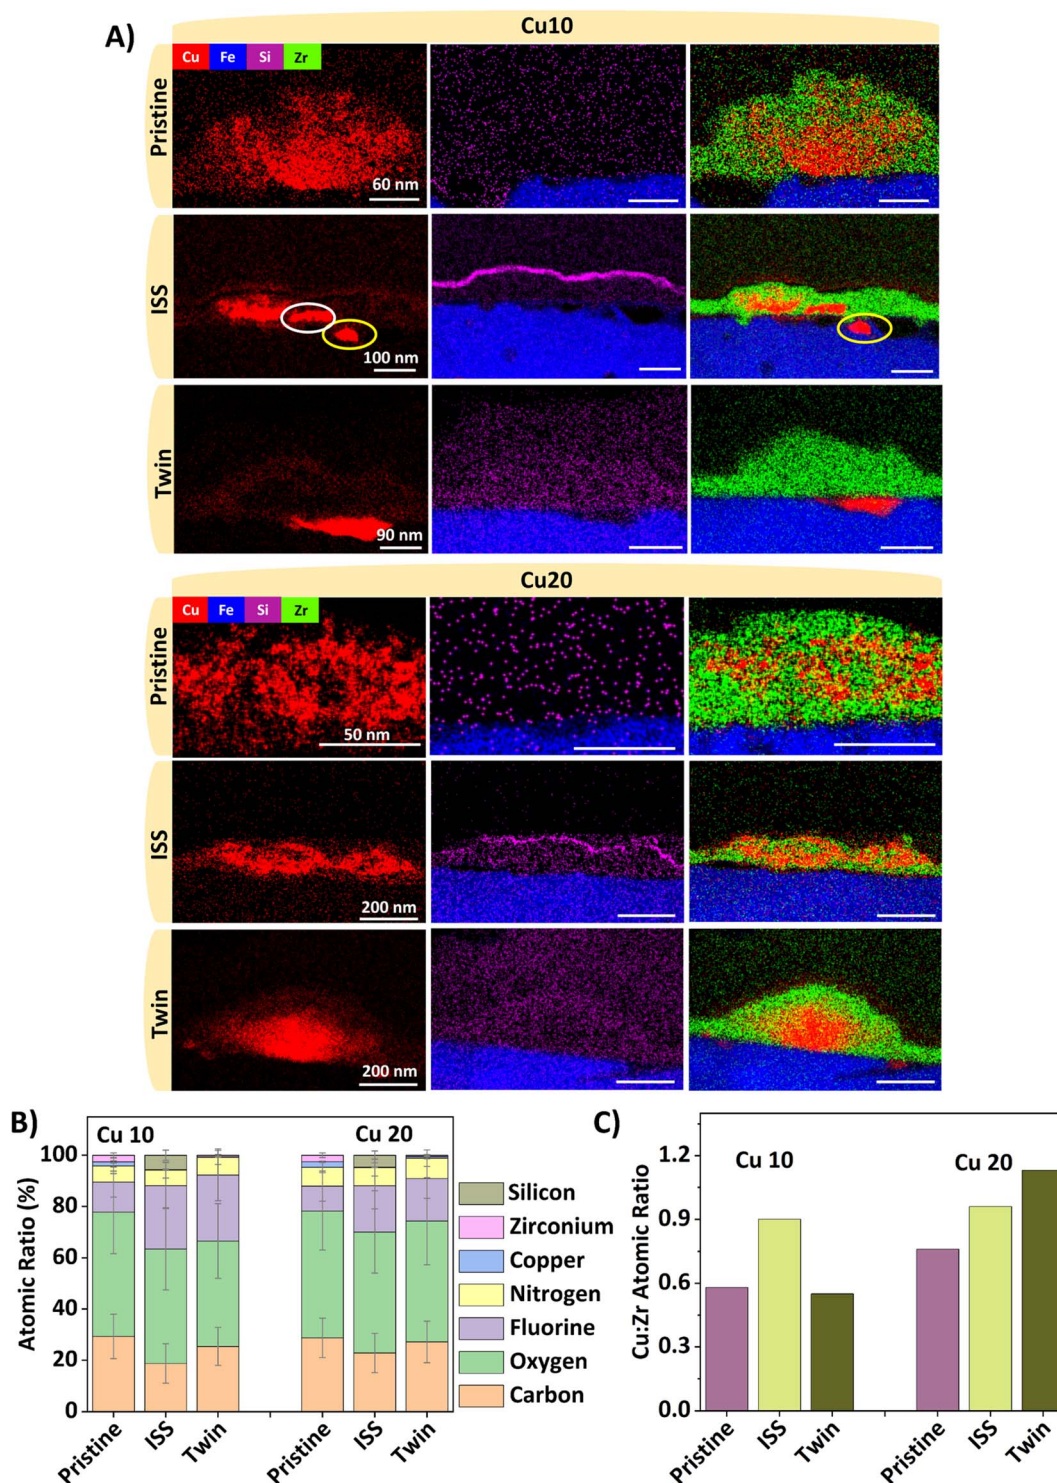 A)
Cu10
Cu Fe Si Zr
Pristine
60 nm
ISS
100 nm
Twin
90 nm
Cu20
Cu Fe Si Zr
Pristine
50 nm
ISS
200 nm
Twin
200 nm
B)
Cu 10 Cu 20
100
80
60
40
20
0
Atomic Ratio (%)
Pristine ISS Twin Pristine ISS Twin
Silicon
Zirconium
Copper
Nitrogen
Fluorine
Oxygen
Carbon
C)
Cu 10 Cu 20
1.2
0.9
0.6
0.3
0.0
Cu:Zr Atomic Ratio
Pristine ISS Twin Pristine ISS Twin